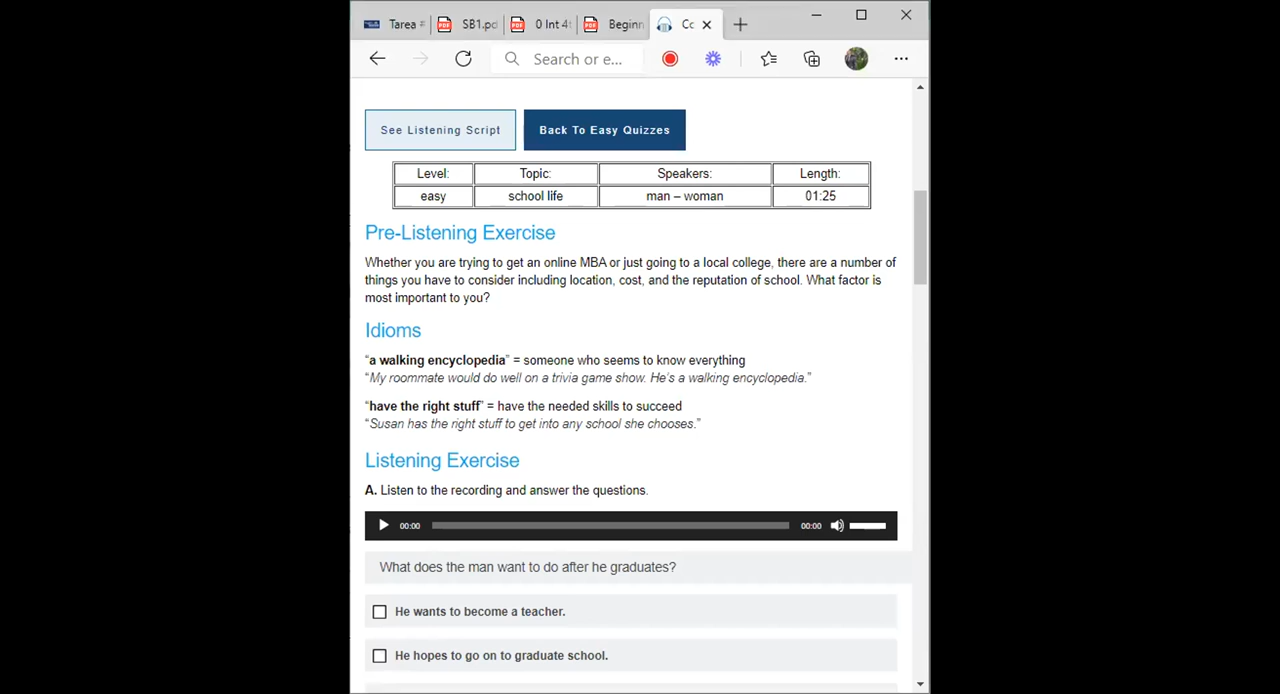 Tarea #
SB1.pd
0 Int 4
Beginn
Co
Search or e...
See Listening Script
Back To Easy Quizzes
Level: Topic: Speakers: Length:
easy school life man – woman 01:25
Pre-Listening Exercise
Whether you are trying to get an online MBA or just going to a local college, there are a number of
things you have to consider including location, cost, and the reputation of school. What factor is
most important to you?
Idioms
“a walking encyclopedia” = someone who seems to know everything
“My roommate would do well on a trivia game show. He’s a walking encyclopedia.”
“have the right stuff” = have the needed skills to succeed
“Susan has the right stuff to get into any school she chooses.”
Listening Exercise
A. Listen to the recording and answer the questions.
00:00 00:00
What does the man want to do after he graduates?
He wants to become a teacher.
He hopes to go on to graduate school.